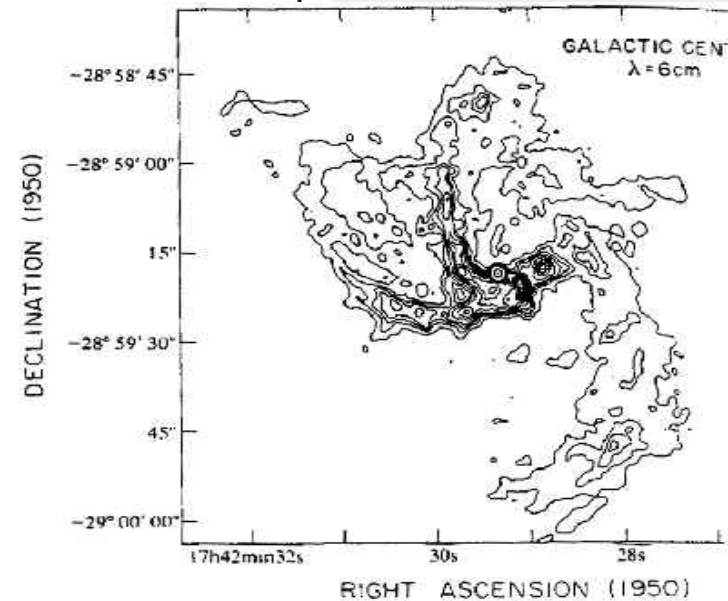 GALACTIC CENT
λ=6cm
−28° 58′ 45″
−28° 59′ 00″
15″
−28° 59′ 30″
45″
−29° 00′ 00″
DECLINATION (1950)
17h42min32s 30s 28s
RIGHT ASCENSION (1950)